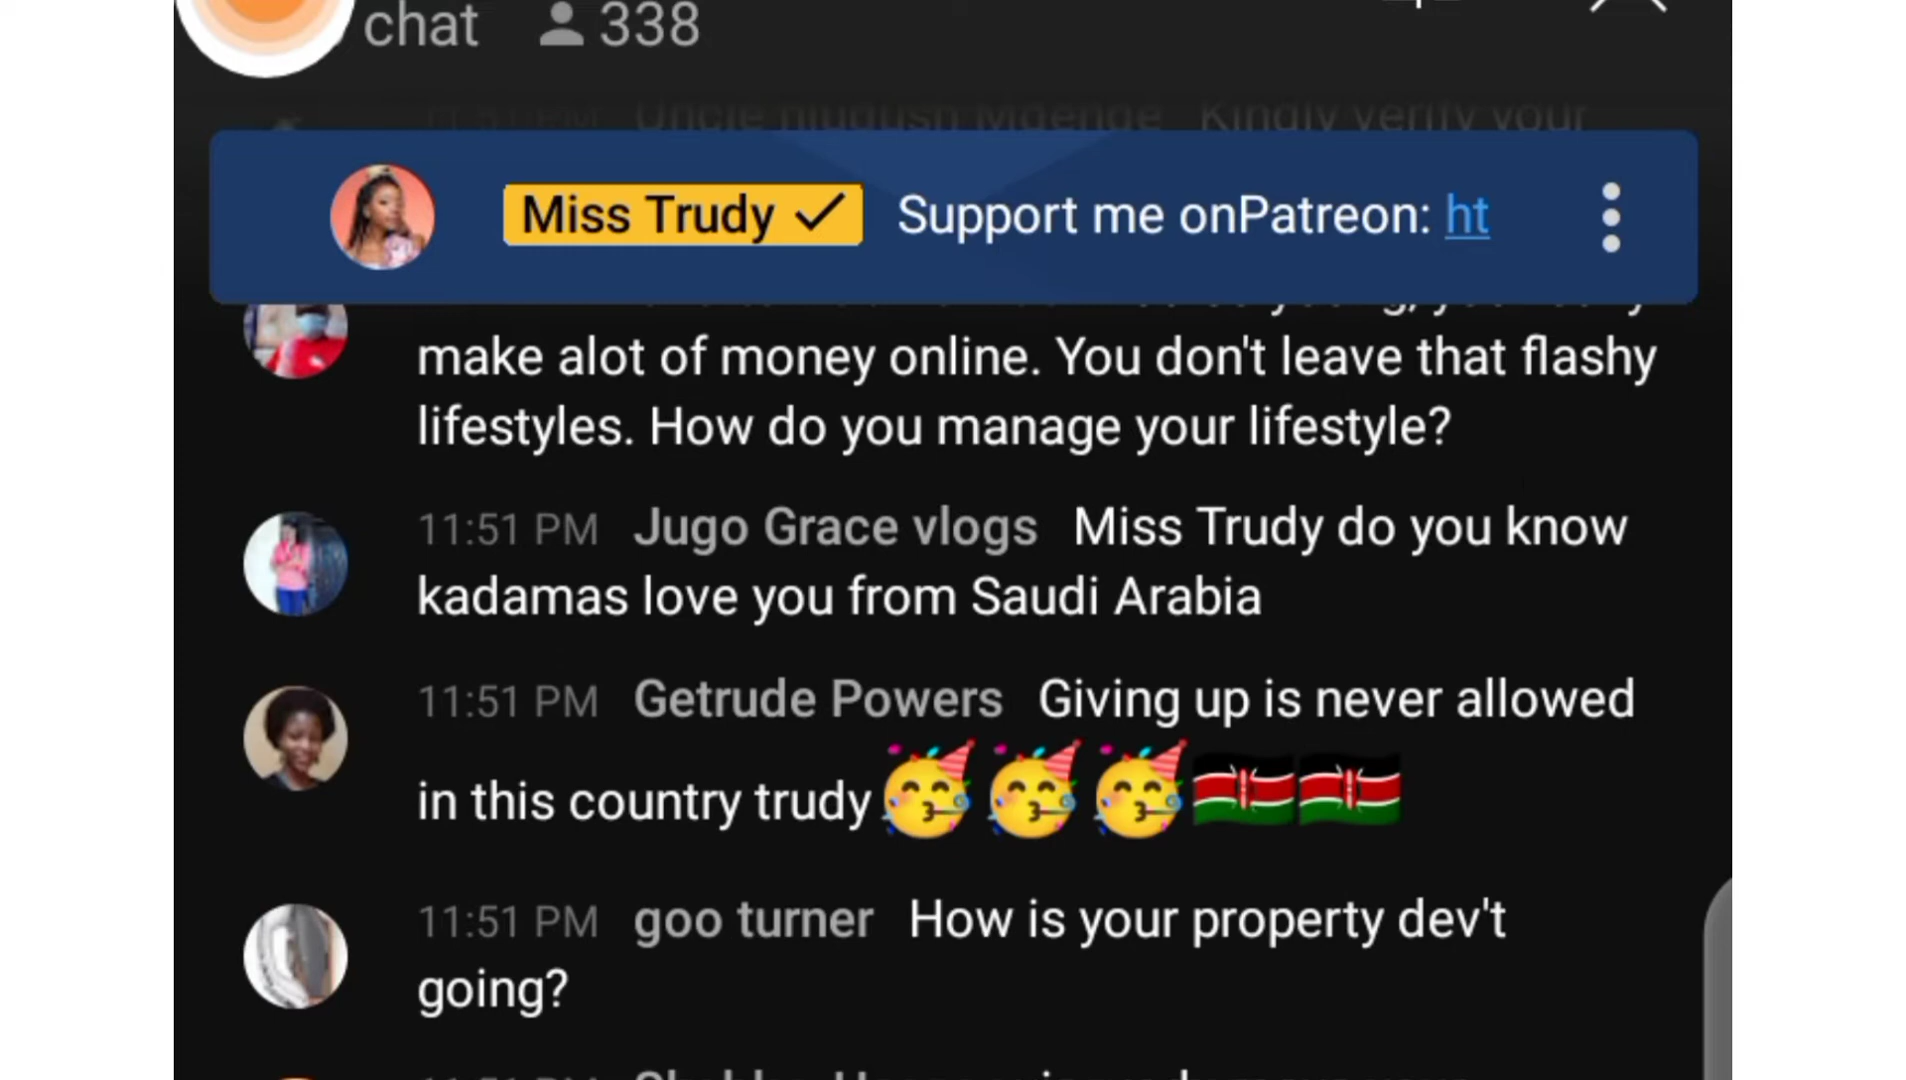 chat 338
Kindly verify your
Miss Trudy ✓ Support me onPatreon: ht
make alot of money online. You don't leave that flashy
lifestyles. How do you manage your lifestyle?
11:51 PM Jugo Grace vlogs Miss Trudy do you know
kadamas love you from Saudi Arabia
11:51 PM Getrude Powers Giving up is never allowed
in this country trudy🥳🥳🥳🇰🇪🇰🇪
11:51 PM goo turner How is your property dev't
going?